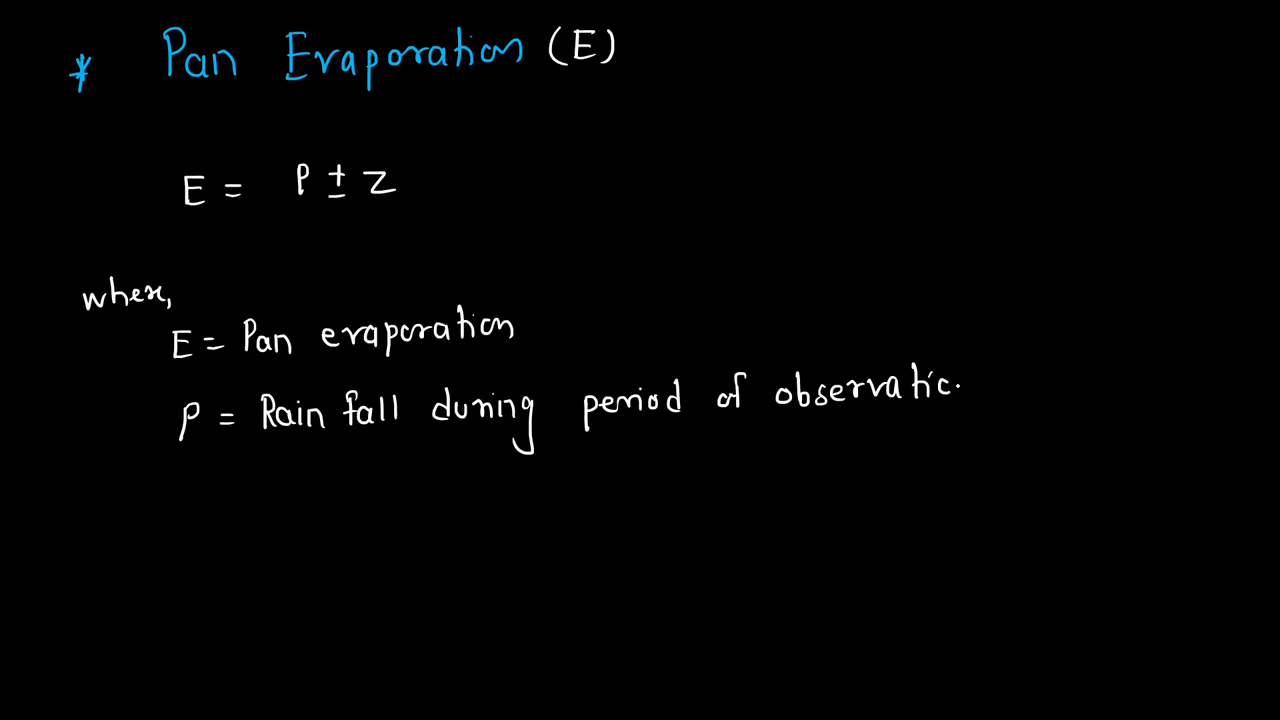 * Pan Evaporation (E)
E = P ± Z
where,
E = Pan evaporation
P = Rain fall during period of observatic.